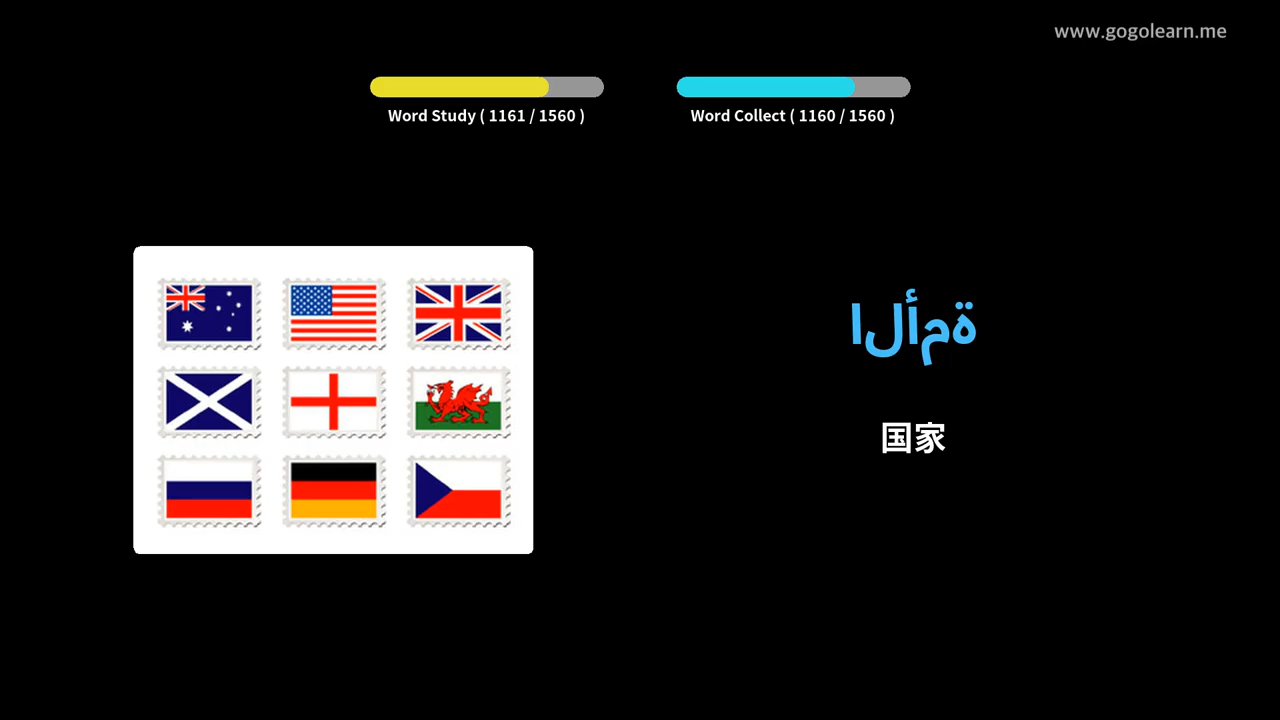 www.gogolearn.me
Word Study ( 1161 / 1560 )
Word Collect ( 1160 / 1560 )
الأمة
国家